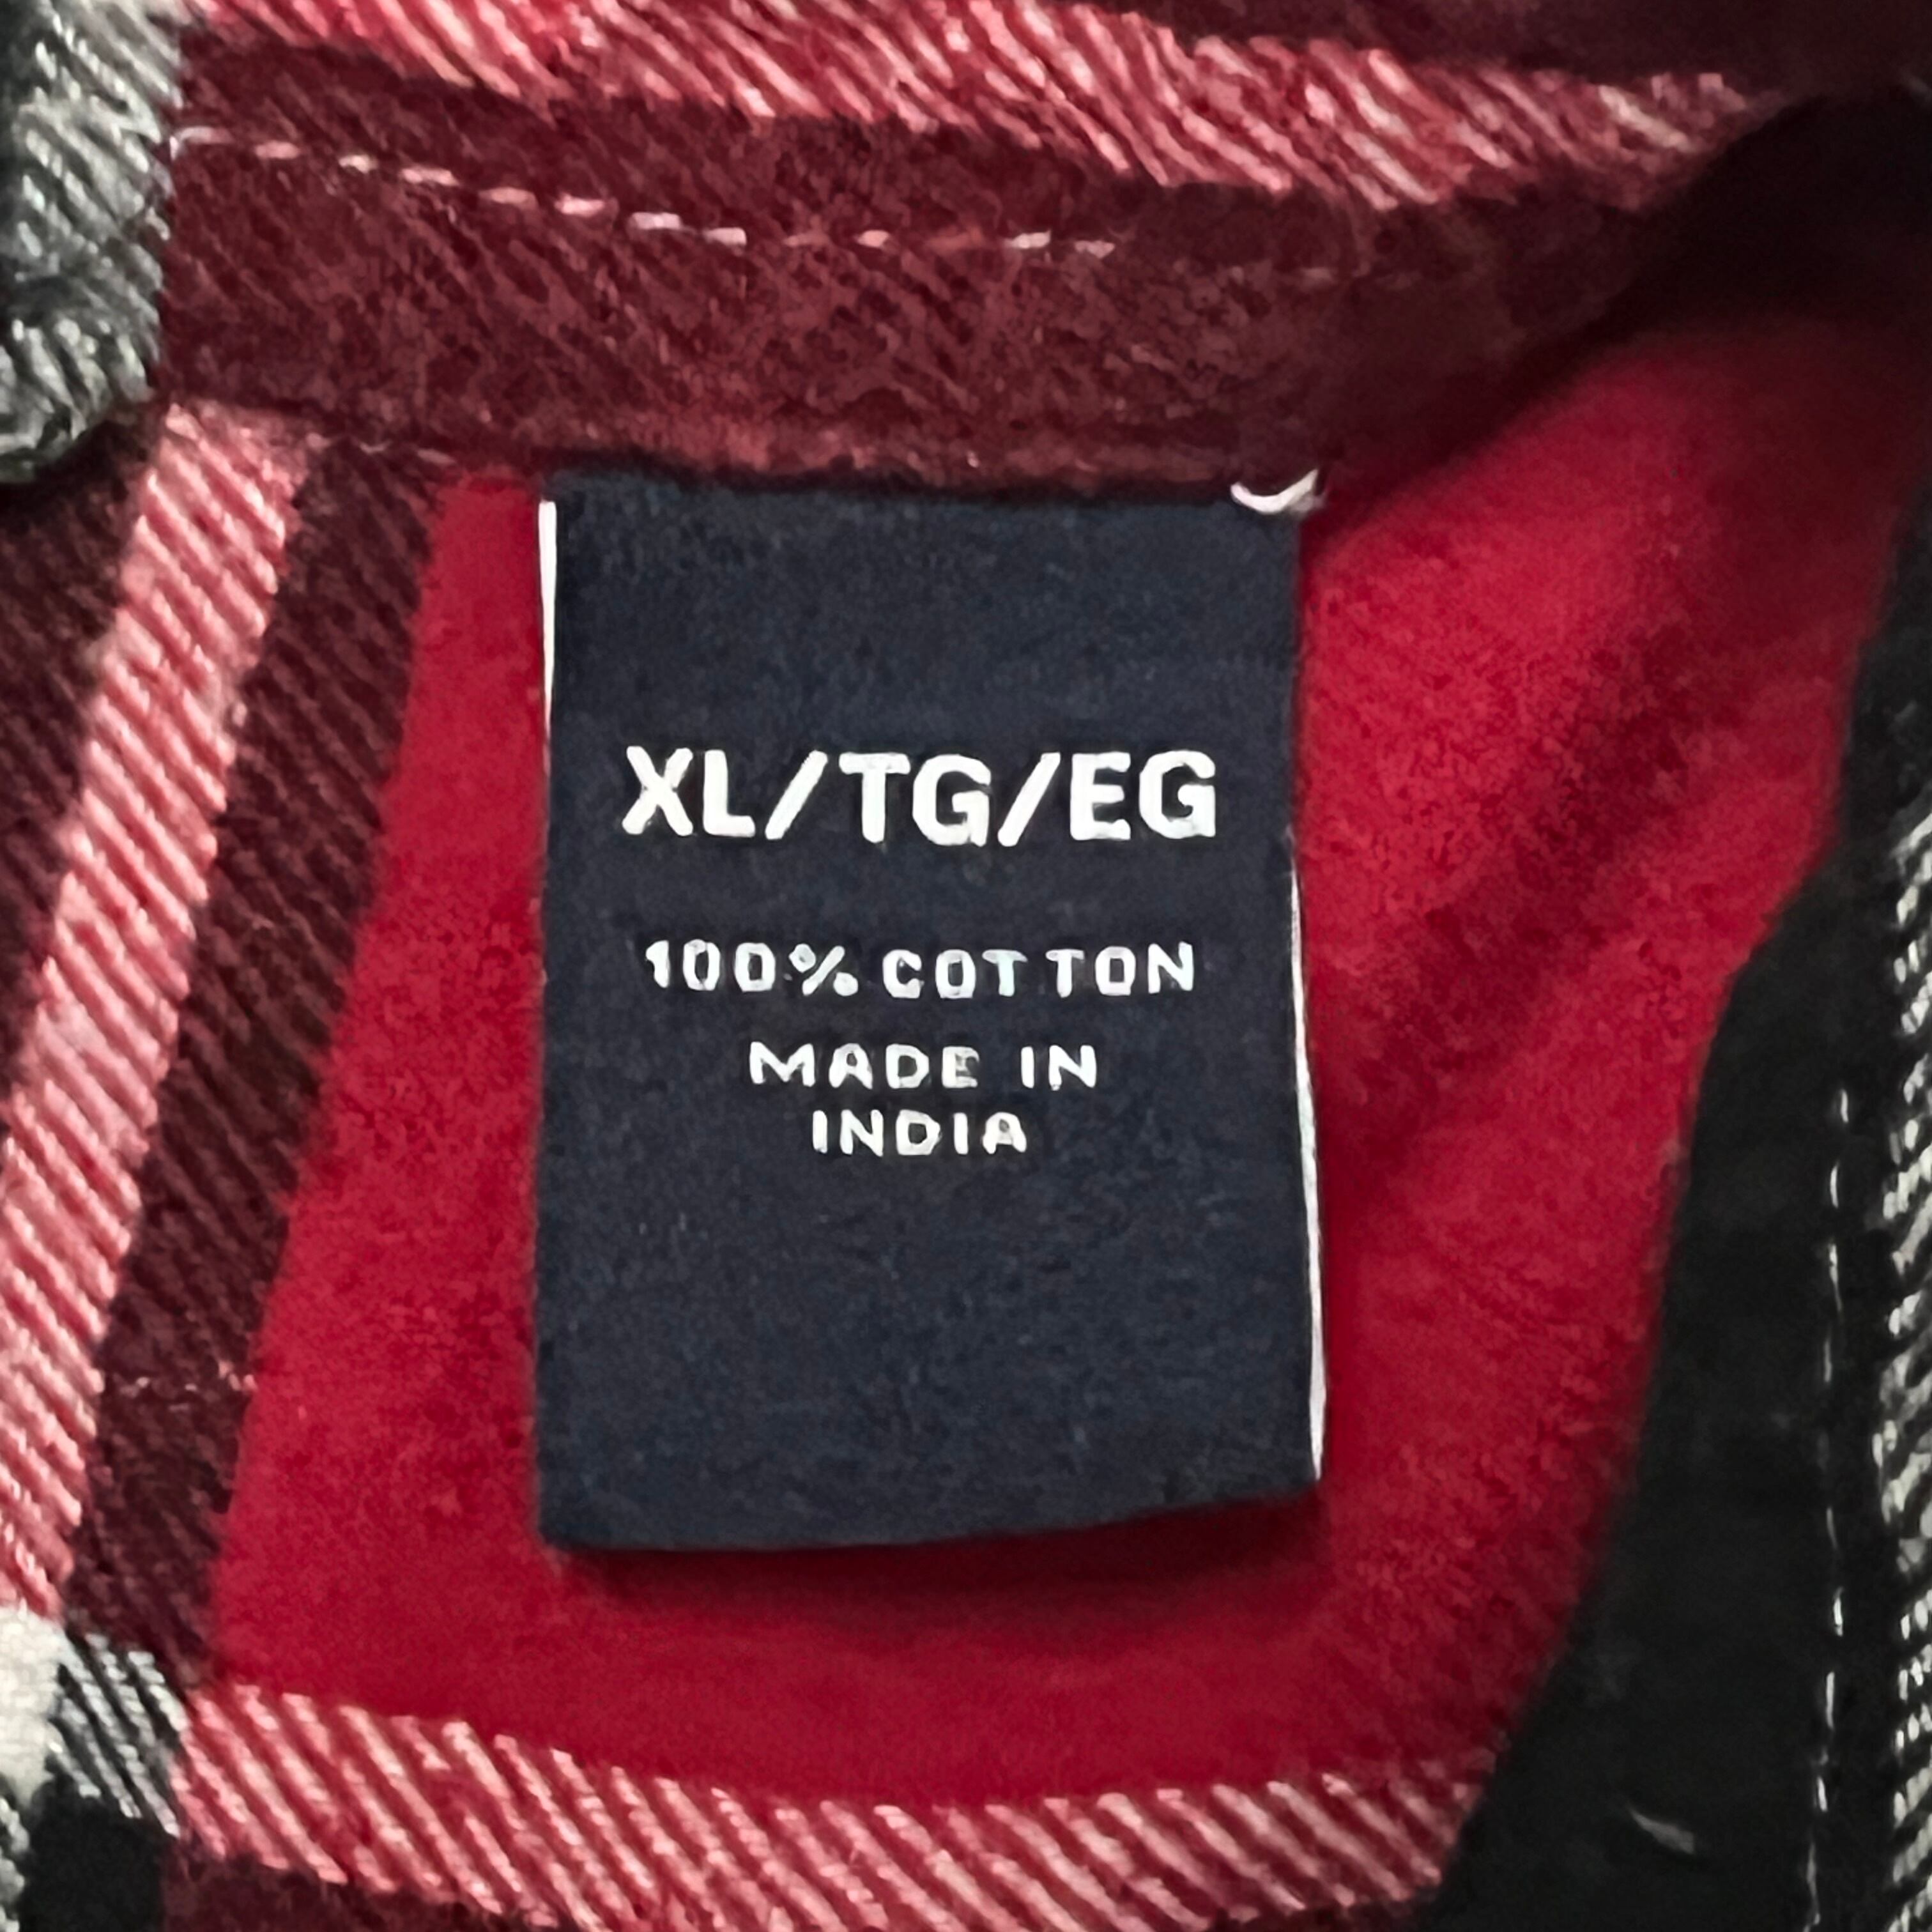 XL/TG/EG
100% COTTON
MADE IN
INDIA